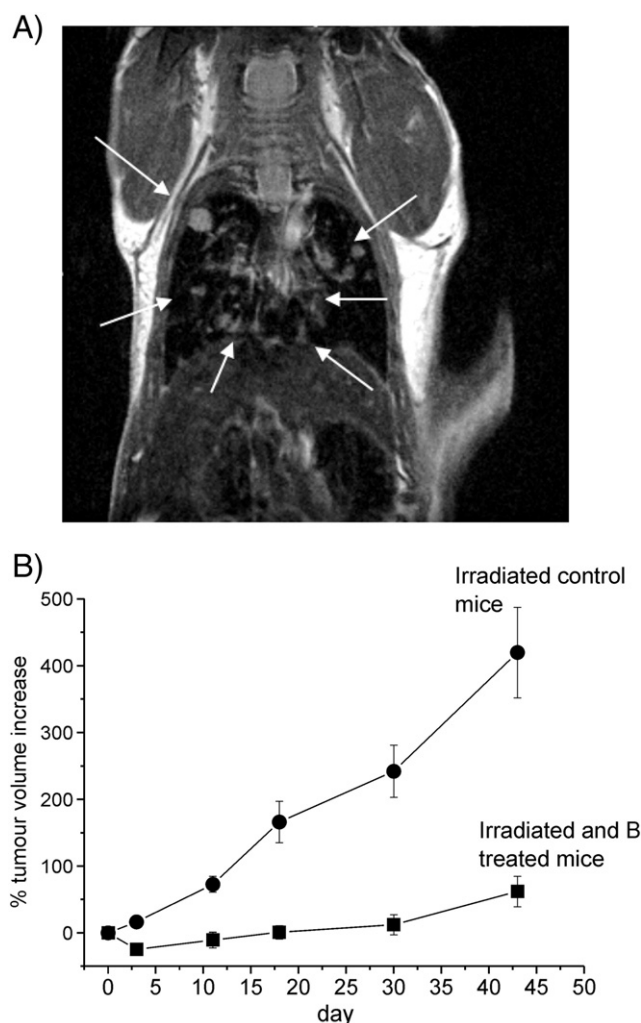 A)
B)
Irradiated control
mice
500
400
300
200
100
0
% tumour volume increase
Irradiated and B
treated mice
0 5 10 15 20 25 30 35 40 45 50
day